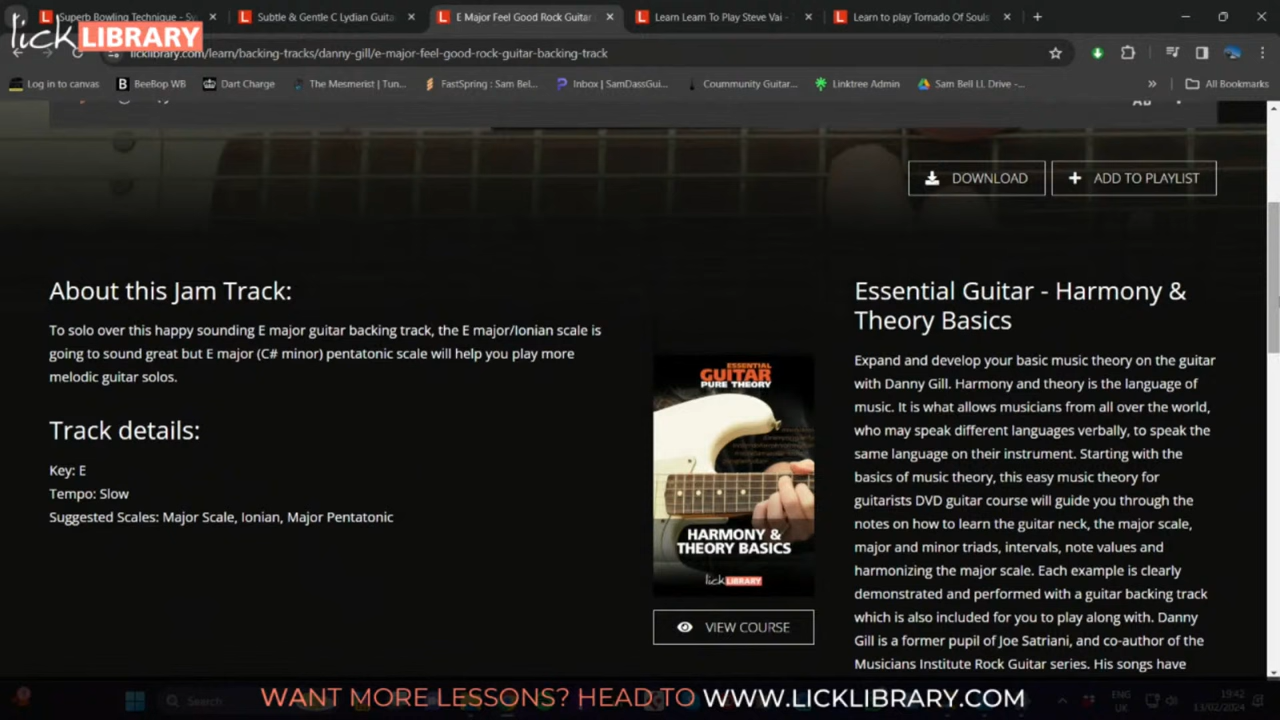 Superb Bowling Technique - Sy
Subtle & Gentle C Lydian Guita
E Major Feel Good Rock Guitar
Learn Learn To Play Steve Vai -
Learn to play Tornado Of Souls
lick LIBRARY
licklibrary.com/learn/backing-tracks/danny-gill/e-major-feel-good-rock-guitar-backing-track
Log in to canvas
BeeBop WB
Dart Charge
The Mesmerist | Tun...
FastSpring : Sam Bel...
Inbox | SamDassGui...
Coummunity Guitar...
Linktree Admin
Sam Bell LL Drive -...
All Bookmarks
DOWNLOAD
ADD TO PLAYLIST
About this Jam Track:
To solo over this happy sounding E major guitar backing track, the E major/Ionian scale is
going to sound great but E major (C# minor) pentatonic scale will help you play more
melodic guitar solos.
Track details:
Key: E
Tempo: Slow
Suggested Scales: Major Scale, Ionian, Major Pentatonic
ESSENTIAL
GUITAR
PURE THEORY
HARMONY &
THEORY BASICS
lick LIBRARY
VIEW COURSE
Essential Guitar - Harmony &
Theory Basics
Expand and develop your basic music theory on the guitar
with Danny Gill. Harmony and theory is the language of
music. It is what allows musicians from all over the world,
who may speak different languages verbally, to speak the
same language on their instrument. Starting with the
basics of music theory, this easy music theory for
guitarists DVD guitar course will guide you through the
notes on how to learn the guitar neck, the major scale,
major and minor triads, intervals, note values and
harmonizing the major scale. Each example is clearly
demonstrated and performed with a guitar backing track
which is also included for you to play along with. Danny
Gill is a former pupil of Joe Satriani, and co-author of the
Musicians Institute Rock Guitar series. His songs have
Search
WANT MORE LESSONS? HEAD TO WWW.LICKLIBRARY.COM
ENG
UK
19:42
13/02/2024